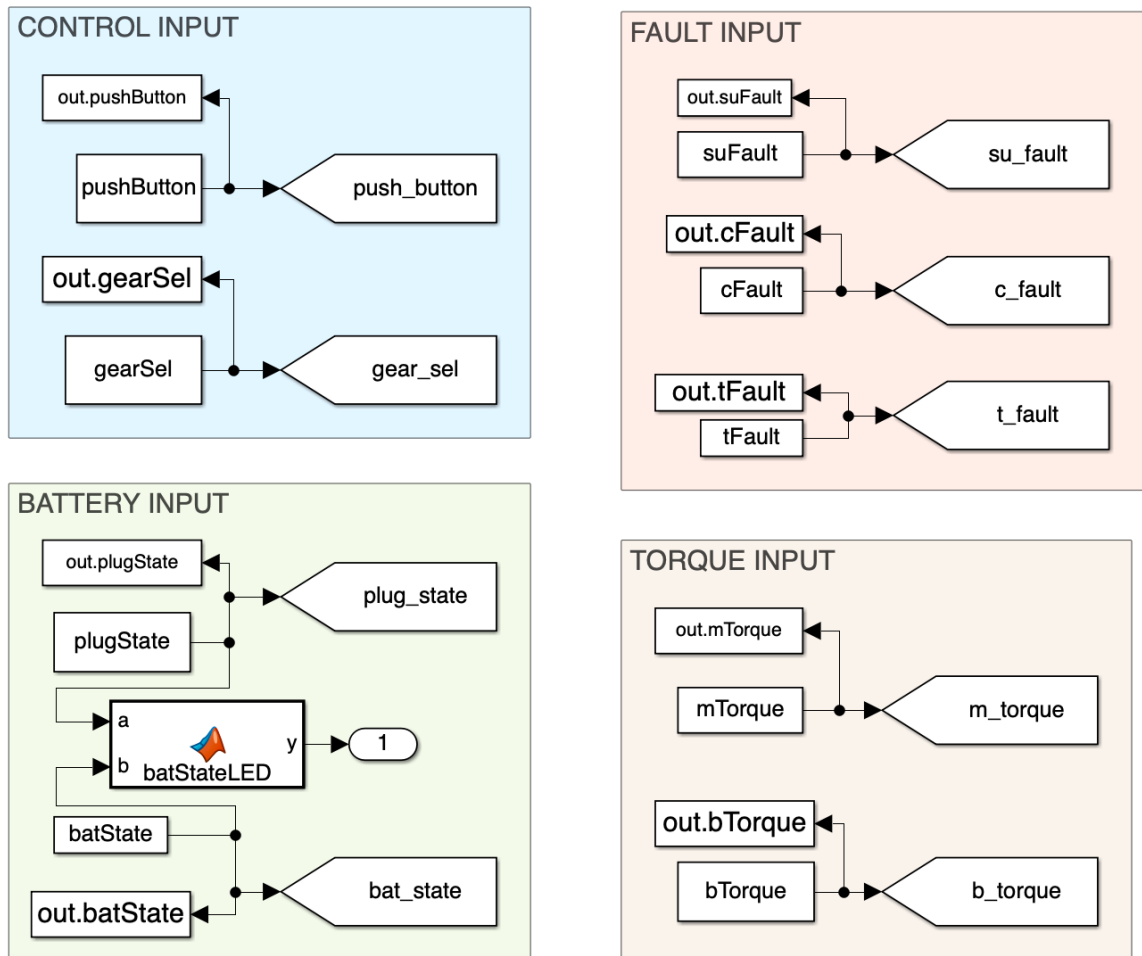 CONTROL INPUT
out.pushButton
pushButton
push_button
out.gearSel
gearSel
gear_sel
FAULT INPUT
out.suFault
suFault
su_fault
out.cFault
cFault
c_fault
out.tFault
tFault
t_fault
BATTERY INPUT
out.plugState
plugState
plug_state
a
b
y
batStateLED
1
batState
out.batState
bat_state
TORQUE INPUT
out.mTorque
mTorque
m_torque
out.bTorque
bTorque
b_torque